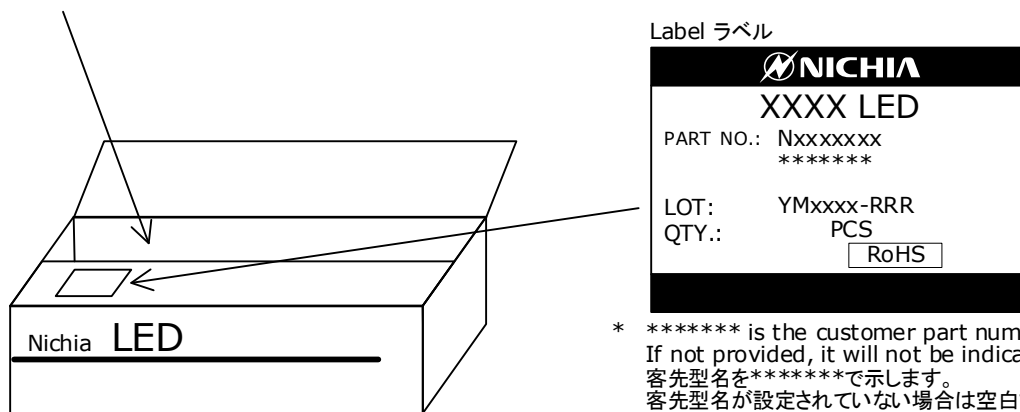 Label ラベル
NICHIA
XXXX LED
PART NO.: Nxxxxxxx
*******
LOT: YMxxxx-RRR
QTY.: PCS
RoHS
Nichia LED
* ******* is the customer part num
If not provided, it will not be indica
客先型名を*******で示します。
客先型名が設定されていない場合は空白